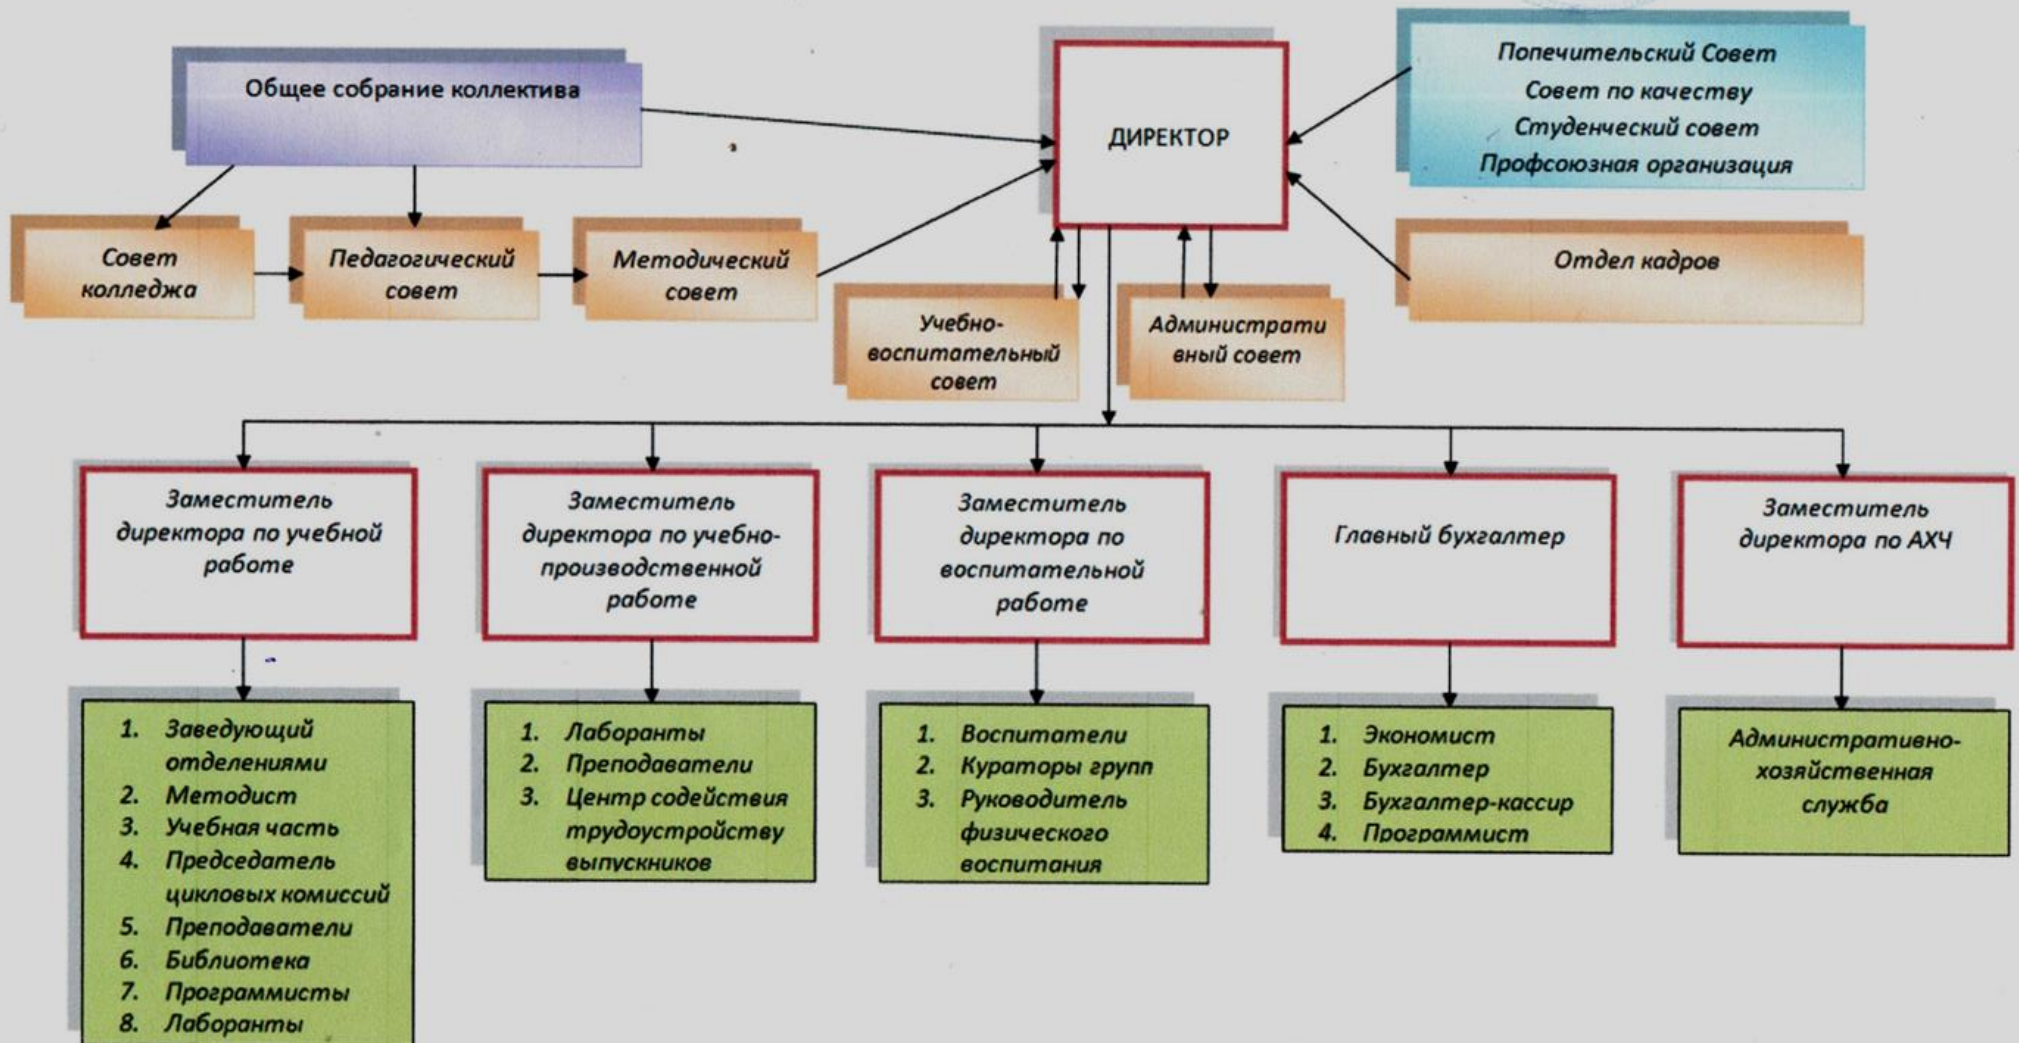 Общее собрание коллектива
ДИРЕКТОР
Попечительский Совет
Совет по качеству
Студенческий совет
Профсоюзная организация
Совет
колледжа
Педагогический
совет
Методический
совет
Отдел кадров
Учебно-
воспитательный
совет
Администрати
вный совет
Заместитель
директора по учебной
работе
Заместитель
директора по учебно-
производственной
работе
Заместитель
директора по
воспитательной
работе
Главный бухгалтер
Заместитель
директора по АХЧ
1. Заведующий
отделениями
2. Методист
3. Учебная часть
4. Председатель
цикловых комиссий
5. Преподаватели
6. Библиотека
7. Программисты
8. Лаборанты
1. Лаборанты
2. Преподаватели
3. Центр содействия
трудоустройству
выпускников
1. Воспитатели
2. Кураторы групп
3. Руководитель
физического
воспитания
1. Экономист
2. Бухгалтер
3. Бухгалтер-кассир
4. Программист
Административно-
хозяйственная
служба